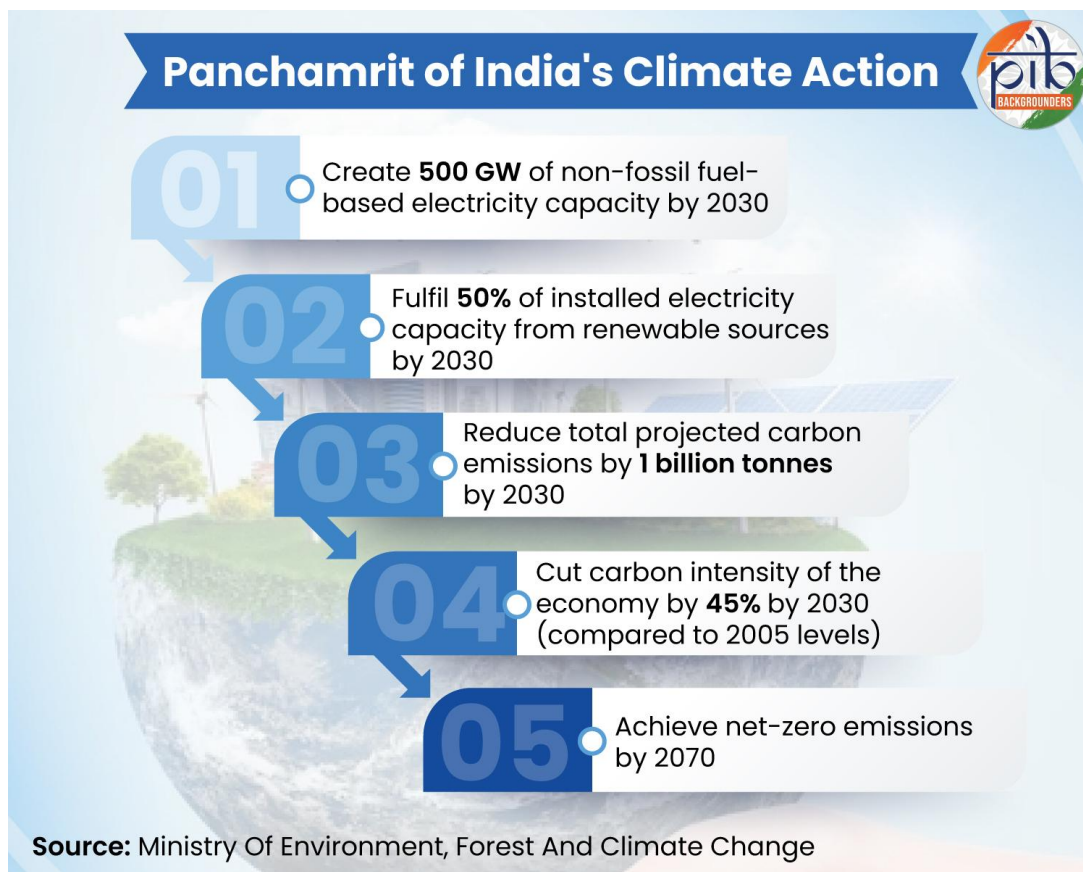 Panchamrit of India's Climate Action
pib
BACKGROUNDERS
01
Create 500 GW of non-fossil fuel-
based electricity capacity by 2030
02
Fulfil 50% of installed electricity
capacity from renewable sources
by 2030
03
Reduce total projected carbon
emissions by 1 billion tonnes
by 2030
04
Cut carbon intensity of the
economy by 45% by 2030
(compared to 2005 levels)
05
Achieve net-zero emissions
by 2070
Source: Ministry Of Environment, Forest And Climate Change